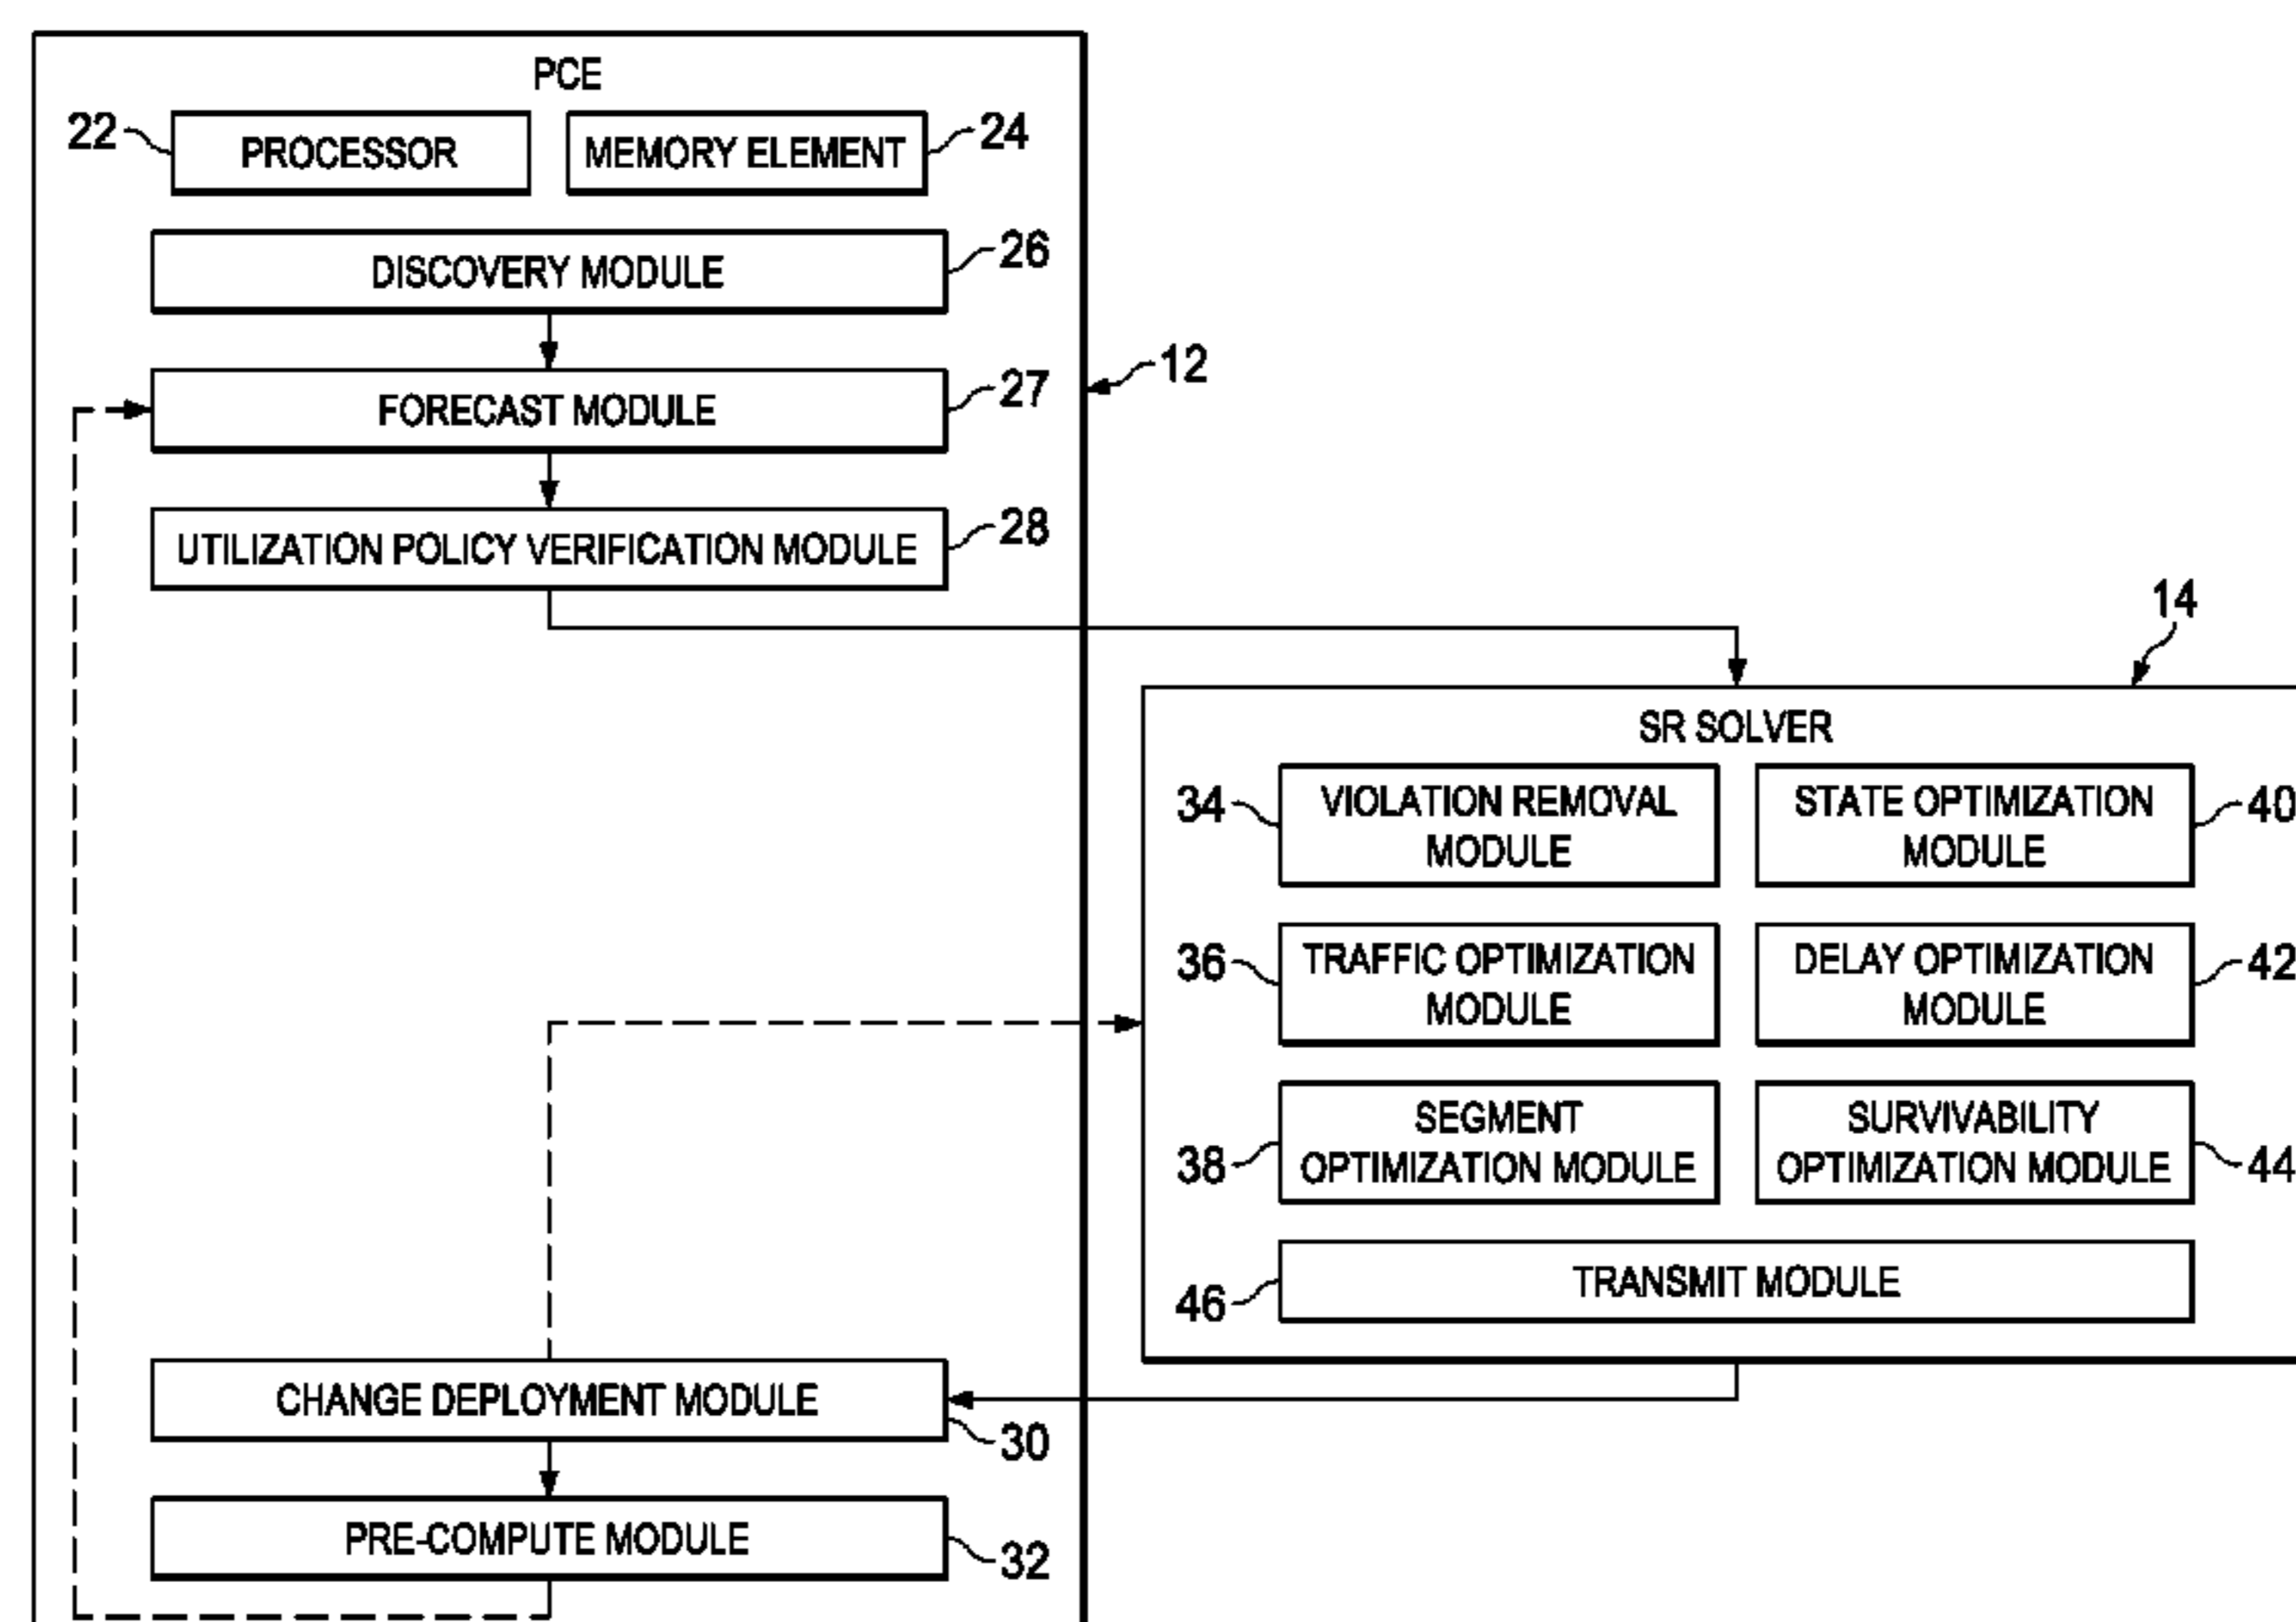 PCE
22
PROCESSOR
MEMORY ELEMENT
24
DISCOVERY MODULE
26
FORECAST MODULE
27
12
UTILIZATION POLICY VERIFICATION MODULE
28
14
SR SOLVER
34
VIOLATION REMOVAL
MODULE
STATE OPTIMIZATION
MODULE
40
36
TRAFFIC OPTIMIZATION
MODULE
DELAY OPTIMIZATION
MODULE
42
38
SEGMENT
OPTIMIZATION MODULE
SURVIVABILITY
OPTIMIZATION MODULE
44
46
TRANSMIT MODULE
CHANGE DEPLOYMENT MODULE
30
PRE-COMPUTE MODULE
32